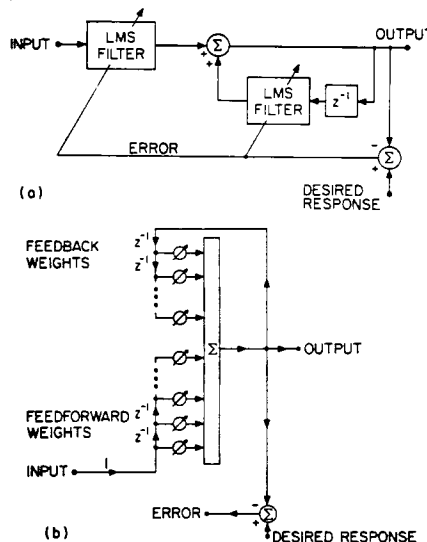 INPUT
LMS
FILTER
+
+
Σ
OUTPUT
LMS
FILTER
z⁻¹
ERROR
−
+
Σ
DESIRED
RESPONSE
(a)
FEEDBACK
WEIGHTS
z⁻¹
z⁻¹
Σ
OUTPUT
FEEDFORWARD
WEIGHTS
z⁻¹
z⁻¹
INPUT
I
ERROR
−
+
Σ
DESIRED RESPONSE
(b)